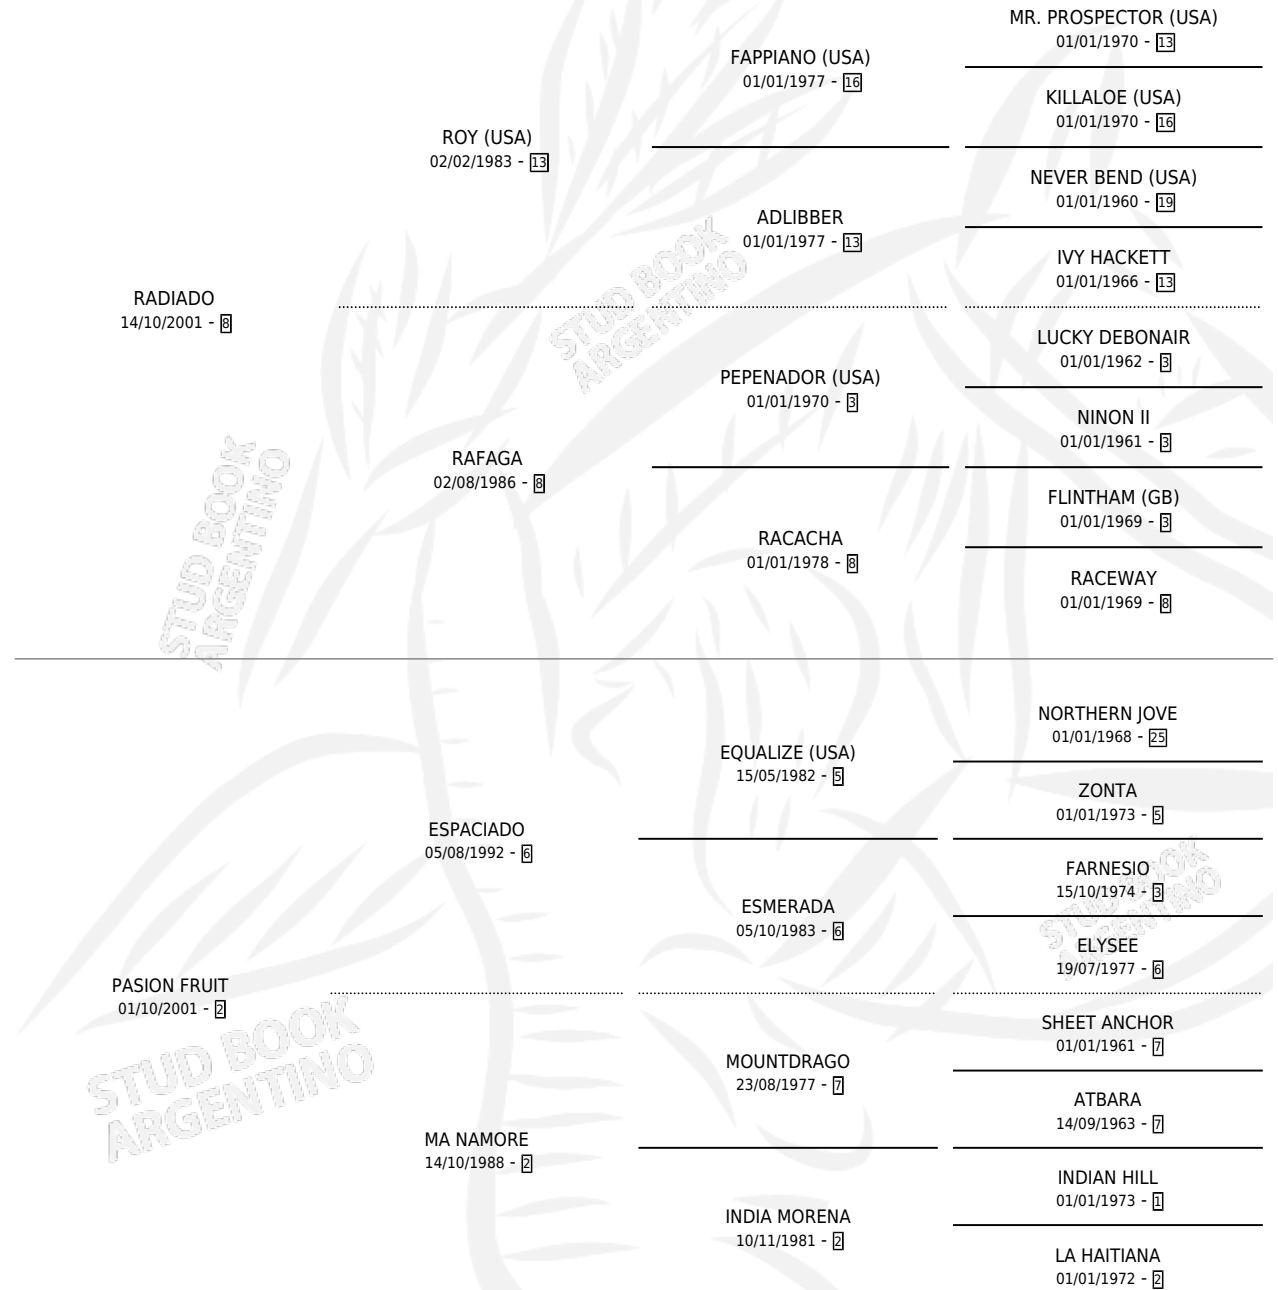 RADIADO
14/10/2001 - 8
ROY (USA)
02/02/1983 - 13
FAPPIANO (USA)
01/01/1977 - 16
MR. PROSPECTOR (USA)
01/01/1970 - 13
KILLALOE (USA)
01/01/1970 - 16
ADLIBBER
01/01/1977 - 13
NEVER BEND (USA)
01/01/1960 - 19
IVY HACKETT
01/01/1966 - 13
RAFAGA
02/08/1986 - 8
PEPENADOR (USA)
01/01/1970 - 3
LUCKY DEBONAIR
01/01/1962 - 3
NINON II
01/01/1961 - 3
RACACHA
01/01/1978 - 8
FLINTHAM (GB)
01/01/1969 - 3
RACEWAY
01/01/1969 - 8
STUD BOOK
ARGENTINO
STUD BOOK
ARGENTINO
PASION FRUIT
01/10/2001 - 2
ESPACIADO
05/08/1992 - 6
EQUALIZE (USA)
15/05/1982 - 5
NORTHERN JOVE
01/01/1968 - 25
ZONTA
01/01/1973 - 5
ESMERADA
05/10/1983 - 6
FARNESIO
15/10/1974 - 3
ELYSEE
19/07/1977 - 6
MA NAMORE
14/10/1988 - 2
MOUNTDRAGO
23/08/1977 - 7
SHEET ANCHOR
01/01/1961 - 7
ATBARA
14/09/1963 - 7
INDIA MORENA
10/11/1981 - 2
INDIAN HILL
01/01/1973 - 1
LA HAITIANA
01/01/1972 - 2
STUD BOOK
ARGENTINO
STUD BOOK
ARGENTINO